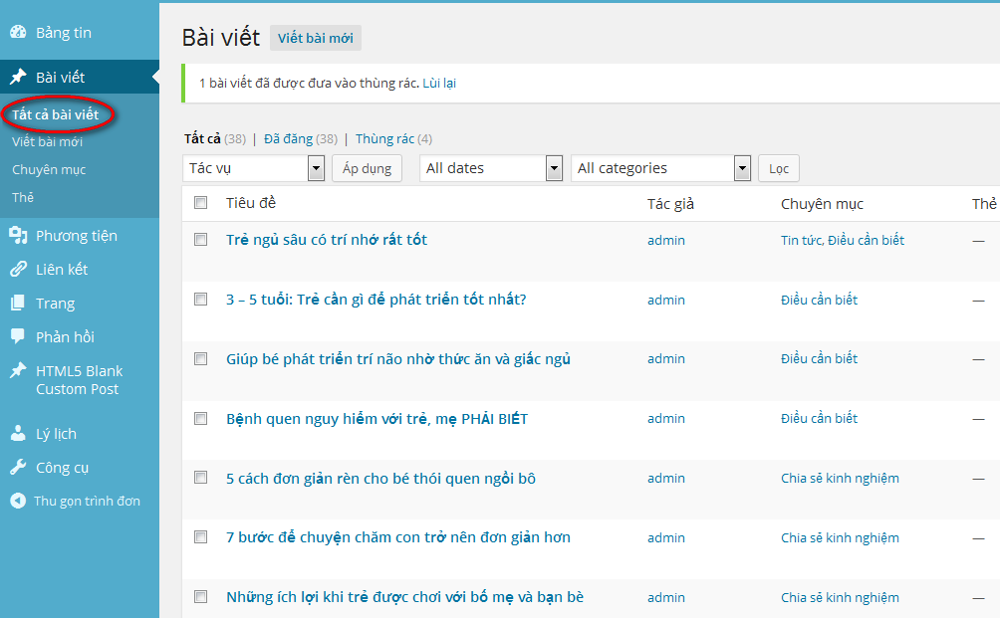 Bảng tin
Bài viết
Tất cả bài viết
Viết bài mới
Chuyên mục
Thẻ
Phương tiện
Liên kết
Trang
Phản hồi
HTML5 Blank
Custom Post
Lý lịch
Công cụ
Thu gọn trình đơn
Bài viết Viết bài mới
1 bài viết đã được đưa vào thùng rác. Lùi lại
Tất cả (38) | Đã đăng (38) | Thùng rác (4)
Tác vụ Áp dụng All dates All categories Lọc
Tiêu đề Tác giả Chuyên mục Thẻ
Trẻ ngủ sâu có trí nhớ rất tốt admin Tin tức, Điều cần biết —
3 – 5 tuổi: Trẻ cần gì để phát triển tốt nhất? admin Điều cần biết —
Giúp bé phát triển trí não nhờ thức ăn và giấc ngủ admin Điều cần biết —
Bệnh quen nguy hiểm với trẻ, mẹ PHẢI BIẾT admin Điều cần biết —
5 cách đơn giản rèn cho bé thói quen ngồi bô admin Chia sẻ kinh nghiệm —
7 bước để chuyện chăm con trở nên đơn giản hơn admin Chia sẻ kinh nghiệm —
Những ích lợi khi trẻ được chơi với bố mẹ và bạn bè admin Chia sẻ kinh nghiệm —